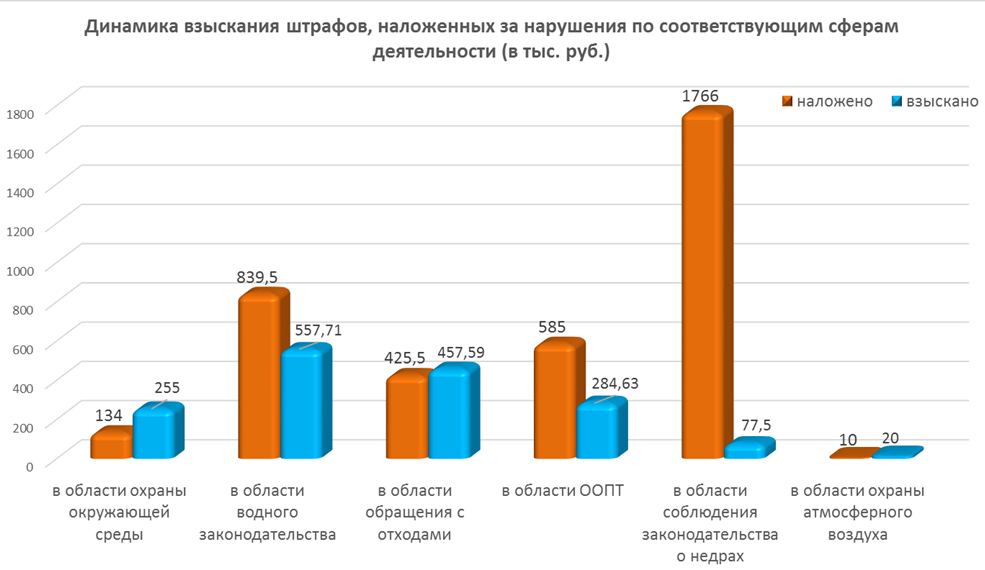 Динамика взыскания штрафов, наложенных за нарушения по соответствующим сферам
деятельности (в тыс. руб.)
наложено
взыскано
1800
1600
1400
1200
1000
800
600
400
200
0
134
255
839,5
557,71
425,5
457,59
585
284,63
1766
77,5
10
20
в области охраны
окружающей
среды
в области
водного
законодательства
в области
обращения с
отходами
в области ООПТ
в области
соблюдения
законодательства
о недрах
в области охраны
атмосферного
воздуха